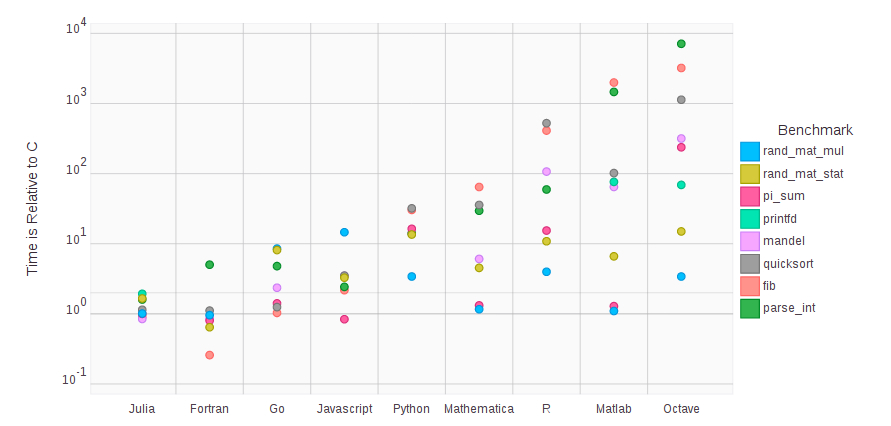 10^4
10^3
10^2
10^1
10^0
10^-1
Time is Relative to C
Julia Fortran Go Javascript Python Mathematica R Matlab Octave
Benchmark
rand_mat_mul
rand_mat_stat
pi_sum
printfd
mandel
quicksort
fib
parse_int